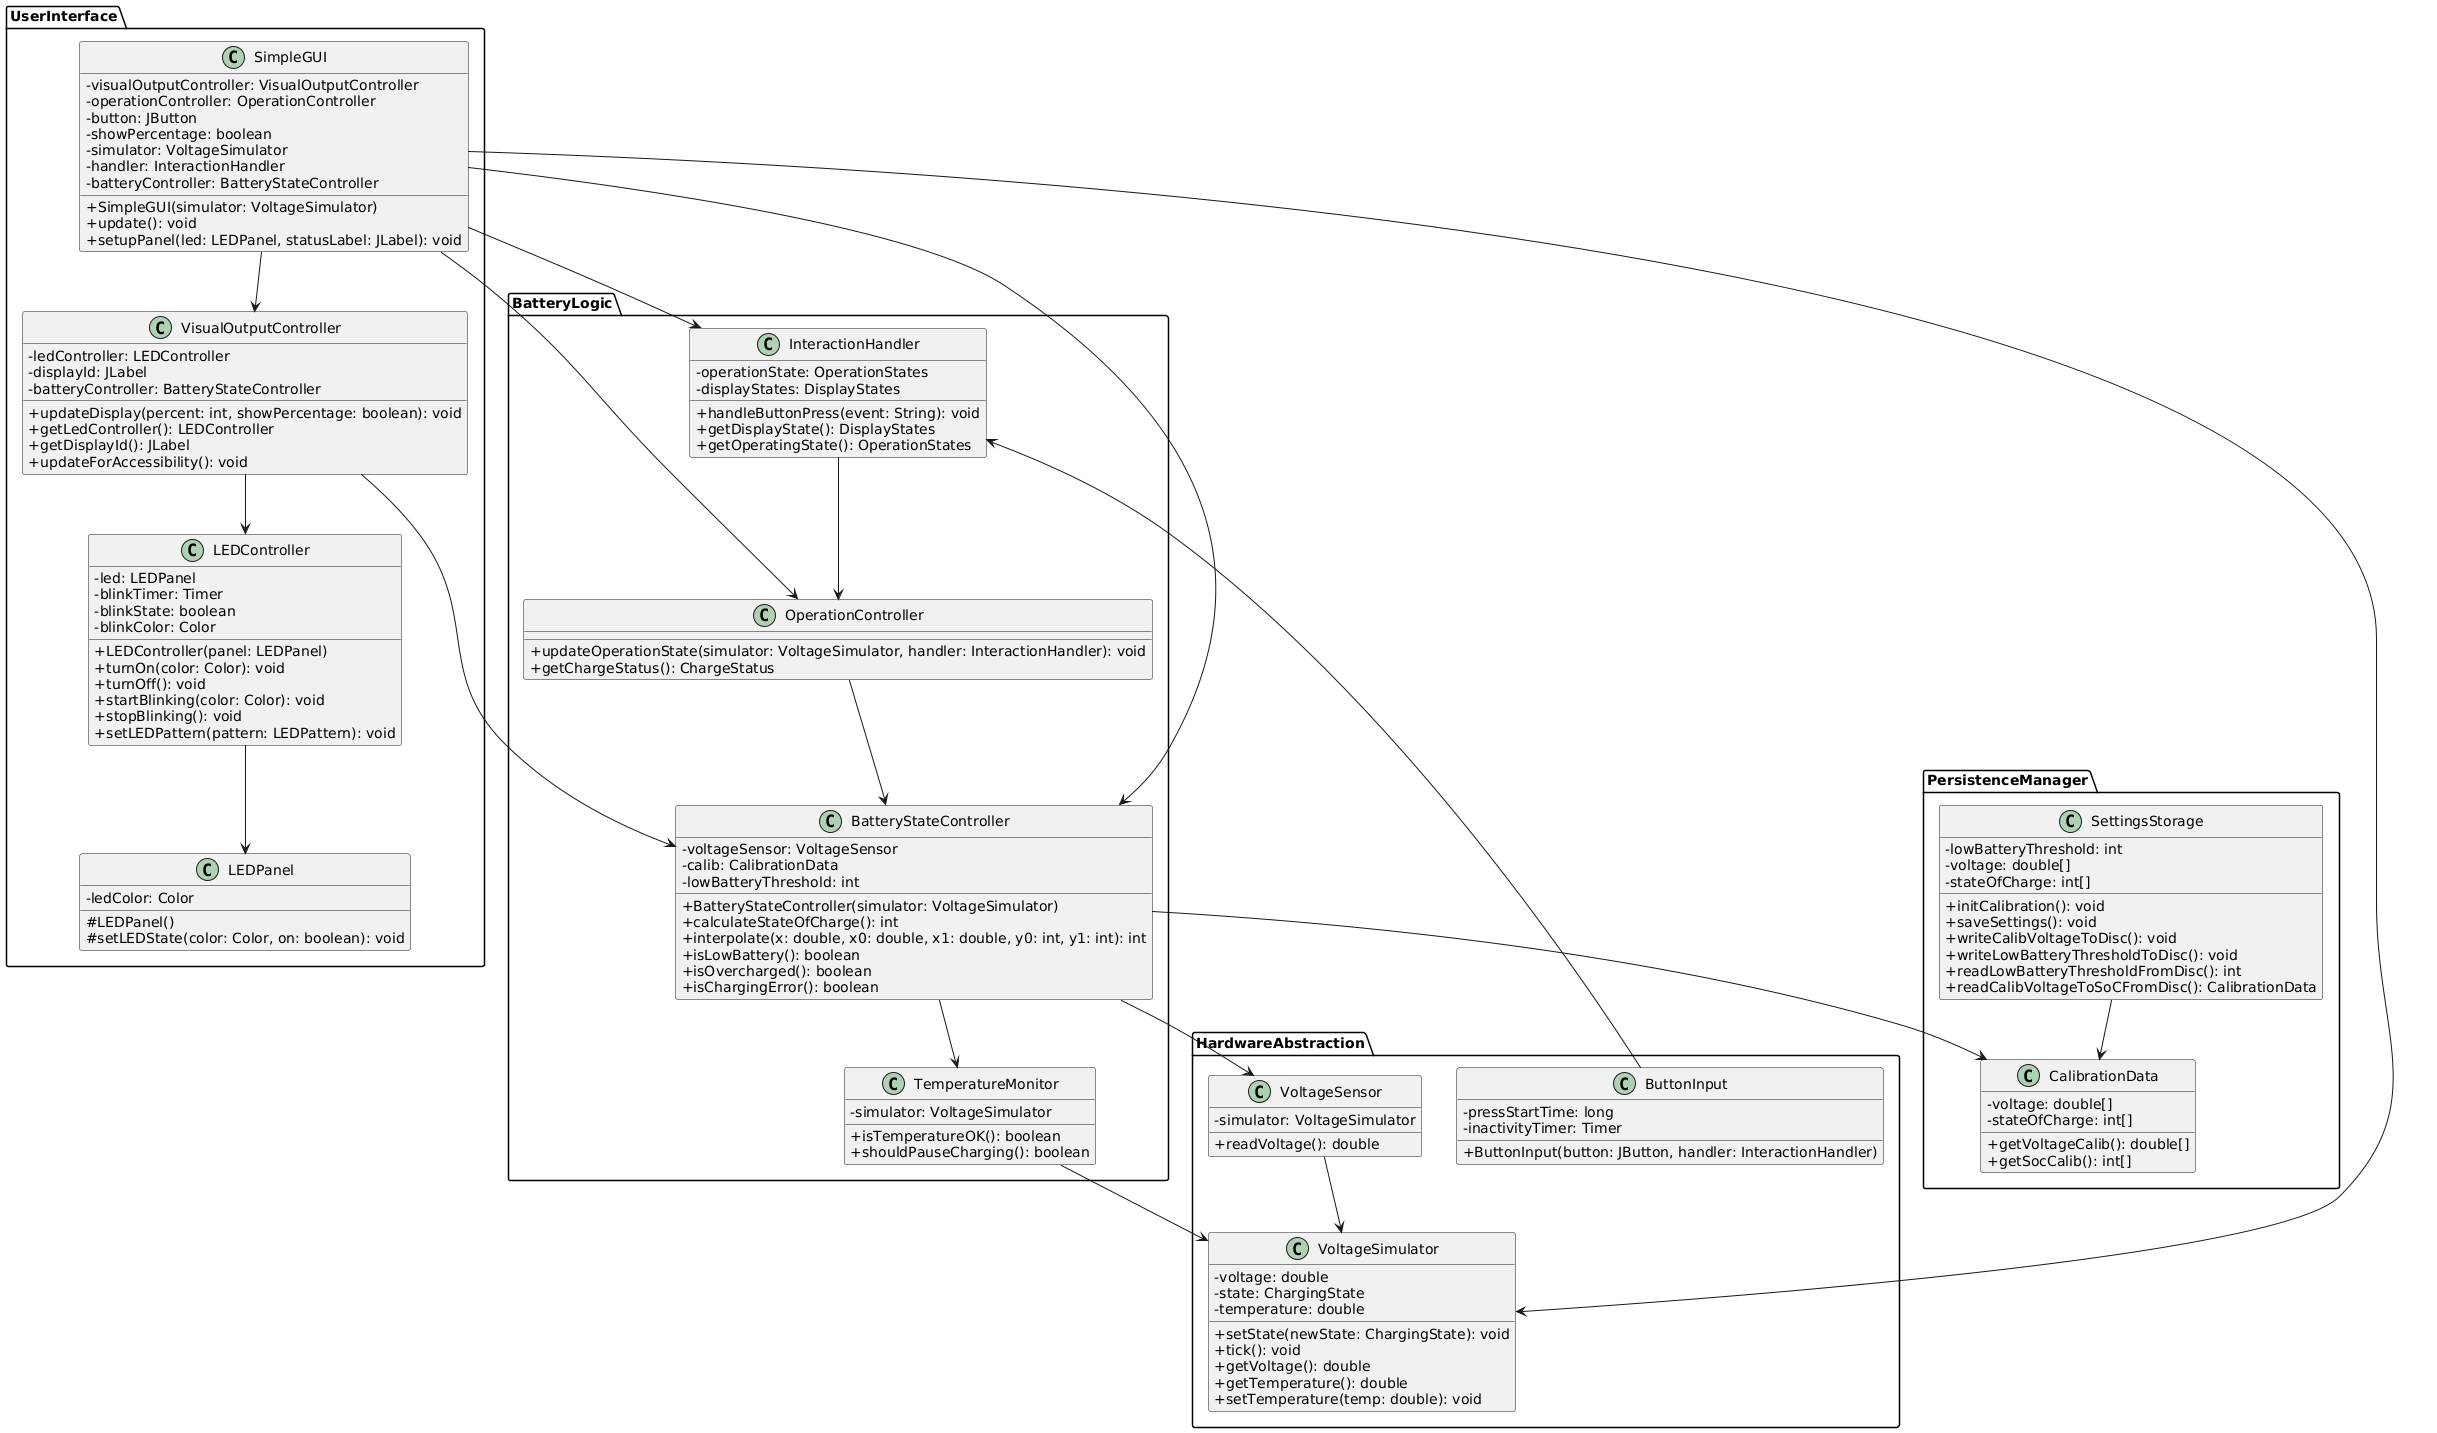 UserInterface
C SimpleGUI
-visualOutputController: VisualOutputController
-operationController: OperationController
-button: JButton
-showPercentage: boolean
-simulator: VoltageSimulator
-handler: InteractionHandler
-batteryController: BatteryStateController
+SimpleGUI(simulator: VoltageSimulator)
+update(): void
+setupPanel(led: LEDPanel, statusLabel: JLabel): void
C VisualOutputController
-ledController: LEDController
-displayId: JLabel
-batteryController: BatteryStateController
+updateDisplay(percent: int, showPercentage: boolean): void
+getLedController(): LEDController
+getDisplayId(): JLabel
+updateForAccessibility(): void
C LEDController
-led: LEDPanel
-blinkTimer: Timer
-blinkState: boolean
-blinkColor: Color
+LEDController(panel: LEDPanel)
+turnOn(color: Color): void
+turnOff(): void
+startBlinking(color: Color): void
+stopBlinking(): void
+setLEDPattern(pattern: LEDPattern): void
C LEDPanel
-ledColor: Color
#LEDPanel()
#setLEDState(color: Color, on: boolean): void
BatteryLogic
C InteractionHandler
-operationState: OperationStates
-displayStates: DisplayStates
+handleButtonPress(event: String): void
+getDisplayState(): DisplayStates
+getOperatingState(): OperationStates
C OperationController
+updateOperationState(simulator: VoltageSimulator, handler: InteractionHandler): void
+getChargeStatus(): ChargeStatus
C BatteryStateController
-voltageSensor: VoltageSensor
-calib: CalibrationData
-lowBatteryThreshold: int
+BatteryStateController(simulator: VoltageSimulator)
+calculateStateOfCharge(): int
+interpolate(x: double, x0: double, x1: double, y0: int, y1: int): int
+isLowBattery(): boolean
+isOvercharged(): boolean
+isChargingError(): boolean
C TemperatureMonitor
-simulator: VoltageSimulator
+isTemperatureOK(): boolean
+shouldPauseCharging(): boolean
HardwareAbstraction
C VoltageSensor
-simulator: VoltageSimulator
+readVoltage(): double
C ButtonInput
-pressStartTime: long
-inactivityTimer: Timer
+ButtonInput(button: JButton, handler: InteractionHandler)
C VoltageSimulator
-voltage: double
-state: ChargingState
-temperature: double
+setState(newState: ChargingState): void
+tick(): void
+getVoltage(): double
+getTemperature(): double
+setTemperature(temp: double): void
PersistenceManager
C SettingsStorage
-lowBatteryThreshold: int
-voltage: double[]
-stateOfCharge: int[]
+initCalibration(): void
+saveSettings(): void
+writeCalibVoltageToDisc(): void
+writeLowBatteryThresholdToDisc(): void
+readLowBatteryThresholdFromDisc(): int
+readCalibVoltageToSoCFromDisc(): CalibrationData
C CalibrationData
-voltage: double[]
-stateOfCharge: int[]
+getVoltageCalib(): double[]
+getSocCalib(): int[]